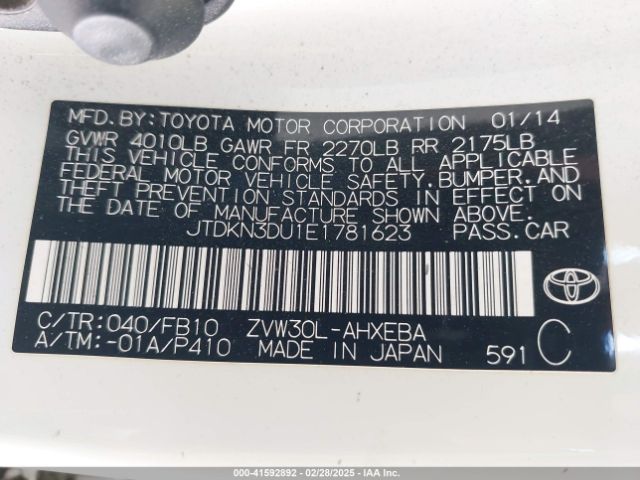 MFD. BY: TOYOTA MOTOR CORPORATION 01/14
GVWR 4010LB GAWR FR 2270LB RR 2175LB
THIS VEHICLE CONFORMS TO ALL APPLICABLE
FEDERAL MOTOR VEHICLE SAFETY, BUMPER, AND
THEFT PREVENTION STANDARDS IN EFFECT ON
THE DATE OF MANUFACTURE SHOWN ABOVE.
JTDKN3DU1E1781623 PASS.CAR
C/TR:040/FB10 ZVW30L-AHXEBA
A/TM:-01A/P410 MADE IN JAPAN 591 C
000-41592892 / 02/28/2025 / IAAI.COM